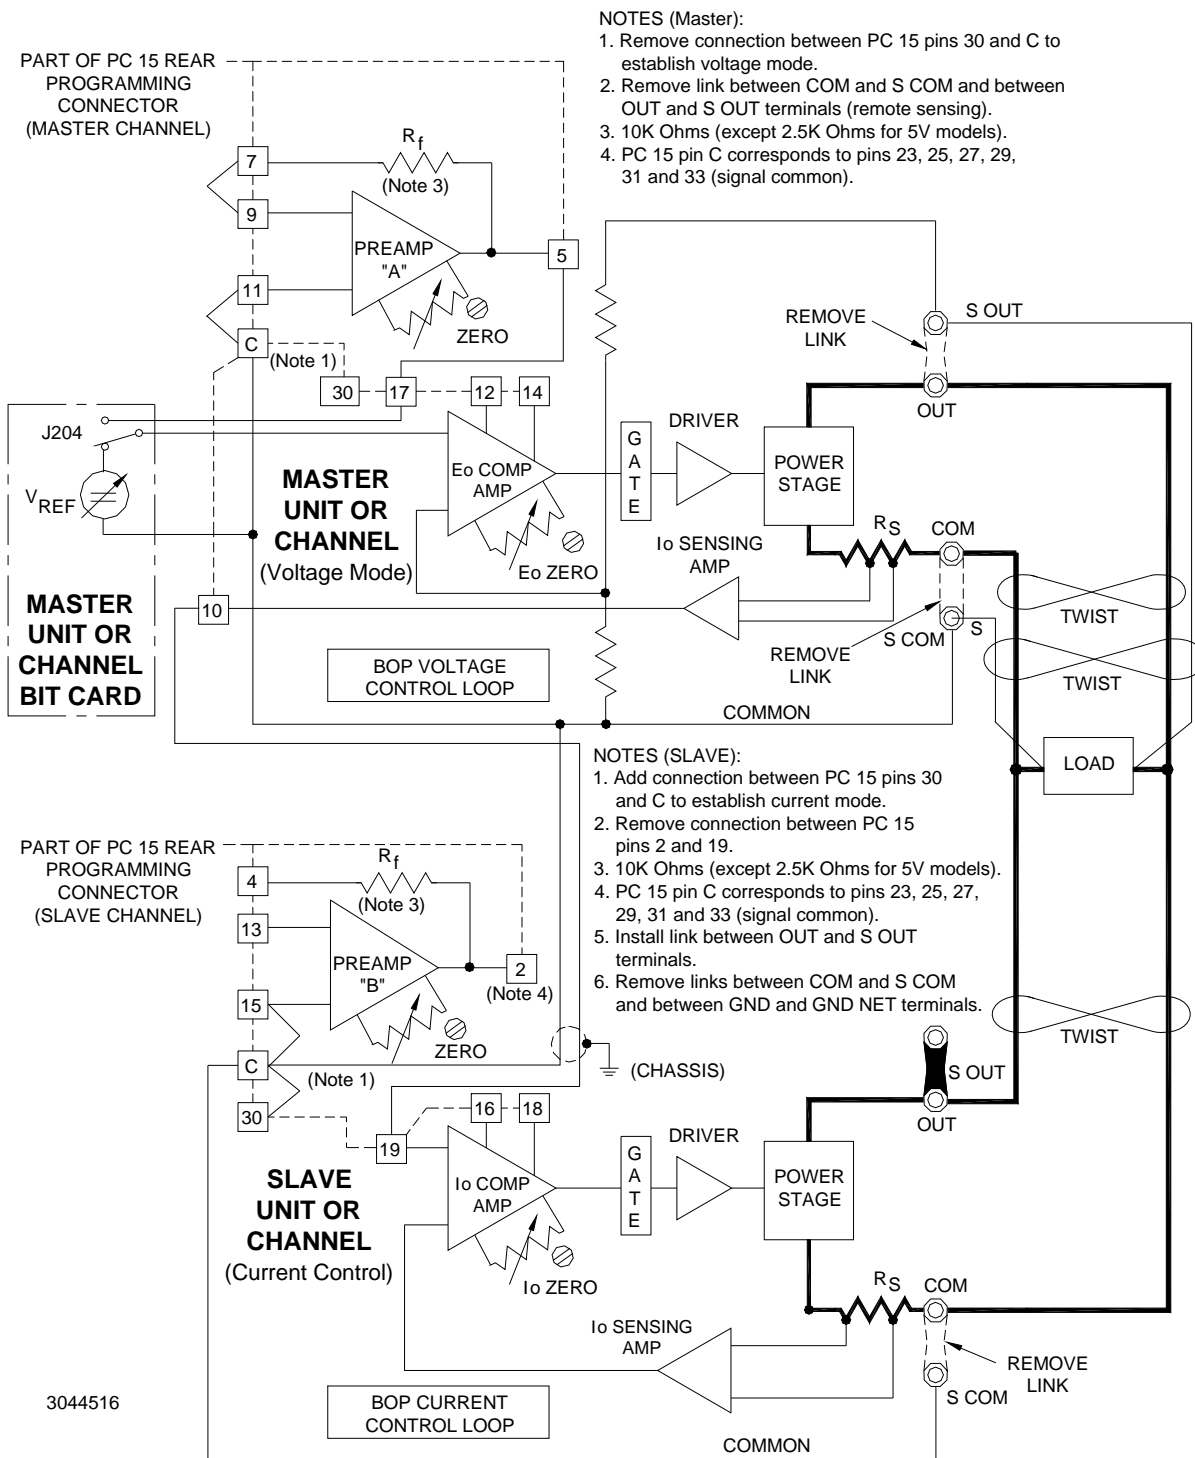 NOTES (Master):
1. Remove connection between PC 15 pins 30 and C to
establish voltage mode.
2. Remove link between COM and S COM and between
OUT and S OUT terminals (remote sensing).
3. 10K Ohms (except 2.5K Ohms for 5V models).
4. PC 15 pin C corresponds to pins 23, 25, 27, 29,
31 and 33 (signal common).
PART OF PC 15 REAR
PROGRAMMING
CONNECTOR
(MASTER CHANNEL)
7
Rf
(Note 3)
9
PREAMP
"A"
5
11
ZERO
C
(Note 1)
30
17
12
14
S OUT
REMOVE
LINK
OUT
J204
VREF
MASTER
UNIT OR
CHANNEL
(Voltage Mode)
Eo COMP
AMP
Eo ZERO
GATE
DRIVER
POWER
STAGE
RS
COM
Io SENSING
AMP
MASTER
UNIT OR
CHANNEL
BIT CARD
10
S COM
S
REMOVE
LINK
TWIST
TWIST
BOP VOLTAGE
CONTROL LOOP
COMMON
LOAD
NOTES (SLAVE):
1. Add connection between PC 15 pins 30
and C to establish current mode.
2. Remove connection between PC 15
pins 2 and 19.
3. 10K Ohms (except 2.5K Ohms for 5V models).
4. PC 15 pin C corresponds to pins 23, 25, 27,
29, 31 and 33 (signal common).
5. Install link between OUT and S OUT
terminals.
6. Remove links between COM and S COM
and between GND and GND NET terminals.
PART OF PC 15 REAR
PROGRAMMING
CONNECTOR
(SLAVE CHANNEL)
4
Rf
(Note 3)
13
PREAMP
"B"
2
(Note 4)
15
ZERO
C
(Note 1)
30
(CHASSIS)
TWIST
S OUT
OUT
19
16
18
SLAVE
UNIT OR
CHANNEL
(Current Control)
Io COMP
AMP
Io ZERO
GATE
DRIVER
POWER
STAGE
RS
COM
Io SENSING
AMP
REMOVE
LINK
S COM
3044516
BOP CURRENT
CONTROL LOOP
COMMON